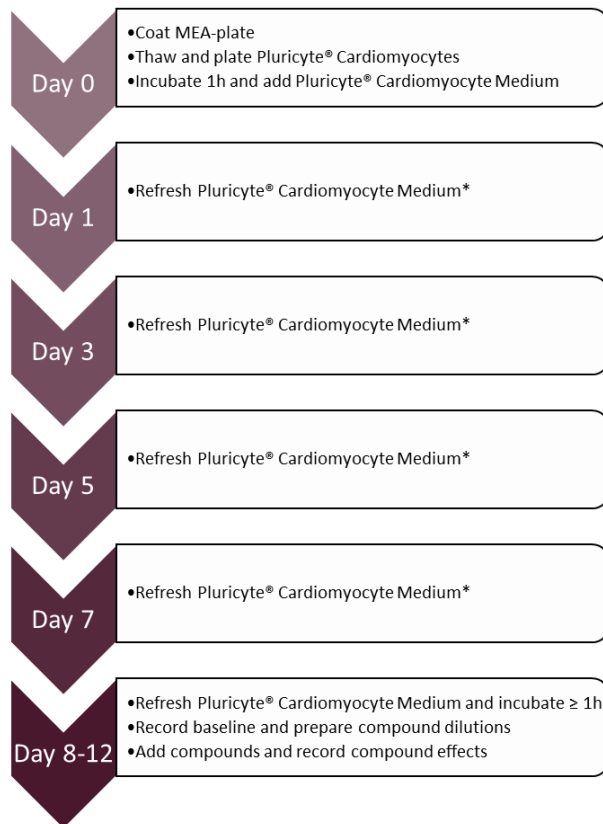 Day 0
•Coat MEA-plate
•Thaw and plate Pluricyte® Cardiomyocytes
•Incubate 1h and add Pluricyte® Cardiomyocyte Medium
Day 1
•Refresh Pluricyte® Cardiomyocyte Medium*
Day 3
•Refresh Pluricyte® Cardiomyocyte Medium*
Day 5
•Refresh Pluricyte® Cardiomyocyte Medium*
Day 7
•Refresh Pluricyte® Cardiomyocyte Medium*
Day 8-12
•Refresh Pluricyte® Cardiomyocyte Medium and incubate ≥ 1h
•Record baseline and prepare compound dilutions
•Add compounds and record compound effects